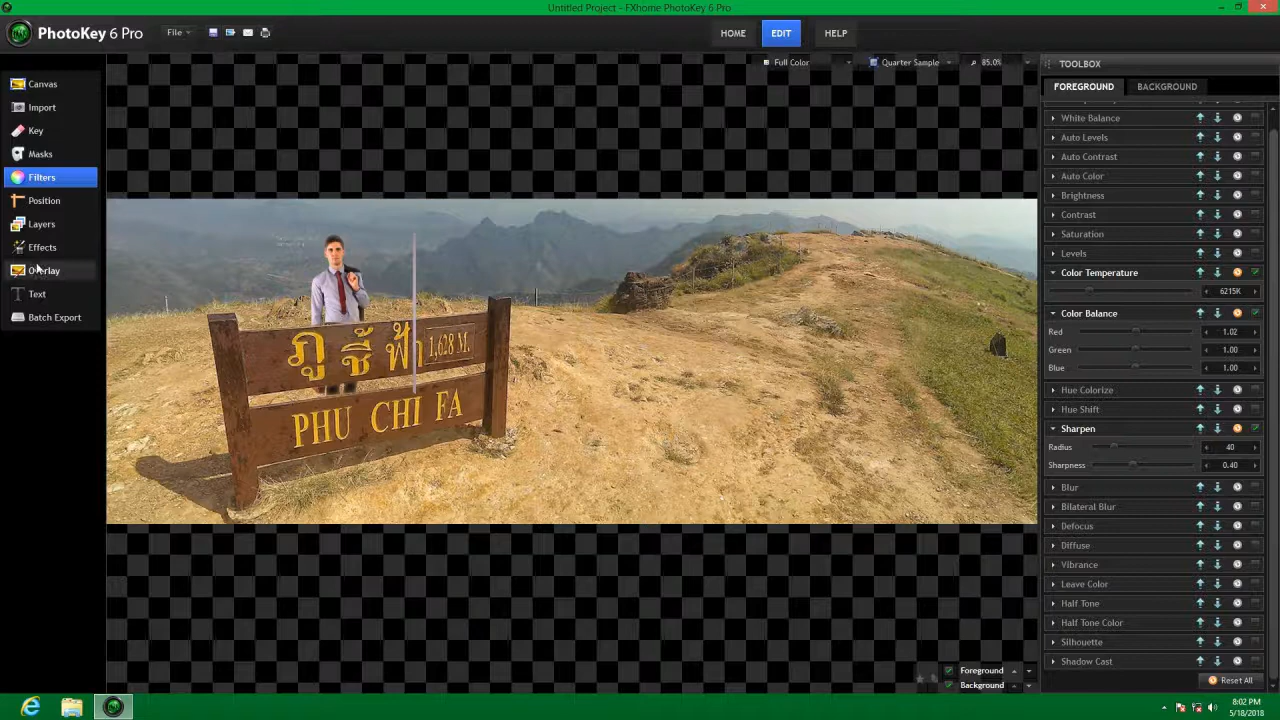 Untitled Project - FXhome PhotoKey 6 Pro
PhotoKey 6 Pro
File
HOME
EDIT
HELP
Full Color
Quarter Sample
85.0%
TOOLBOX
FOREGROUND
BACKGROUND
Canvas
Import
Key
Masks
Filters
Position
Layers
Effects
Overlay
Text
Batch Export
White Balance
Auto Levels
Auto Contrast
Auto Color
Brightness
Contrast
Saturation
Levels
Color Temperature
6215K
Color Balance
Red 1.02
Green 1.00
Blue 1.00
Hue Colorize
Hue Shift
Sharpen
Radius 40
Sharpness 0.40
Blur
Bilateral Blur
Defocus
Diffuse
Vibrance
Leave Color
Half Tone
Half Tone Color
Silhouette
Shadow Cast
Reset All
ภูชี้ฟ้า 1,628 M.
PHU CHI FA
Foreground
Background
8:02 PM
5/18/2018